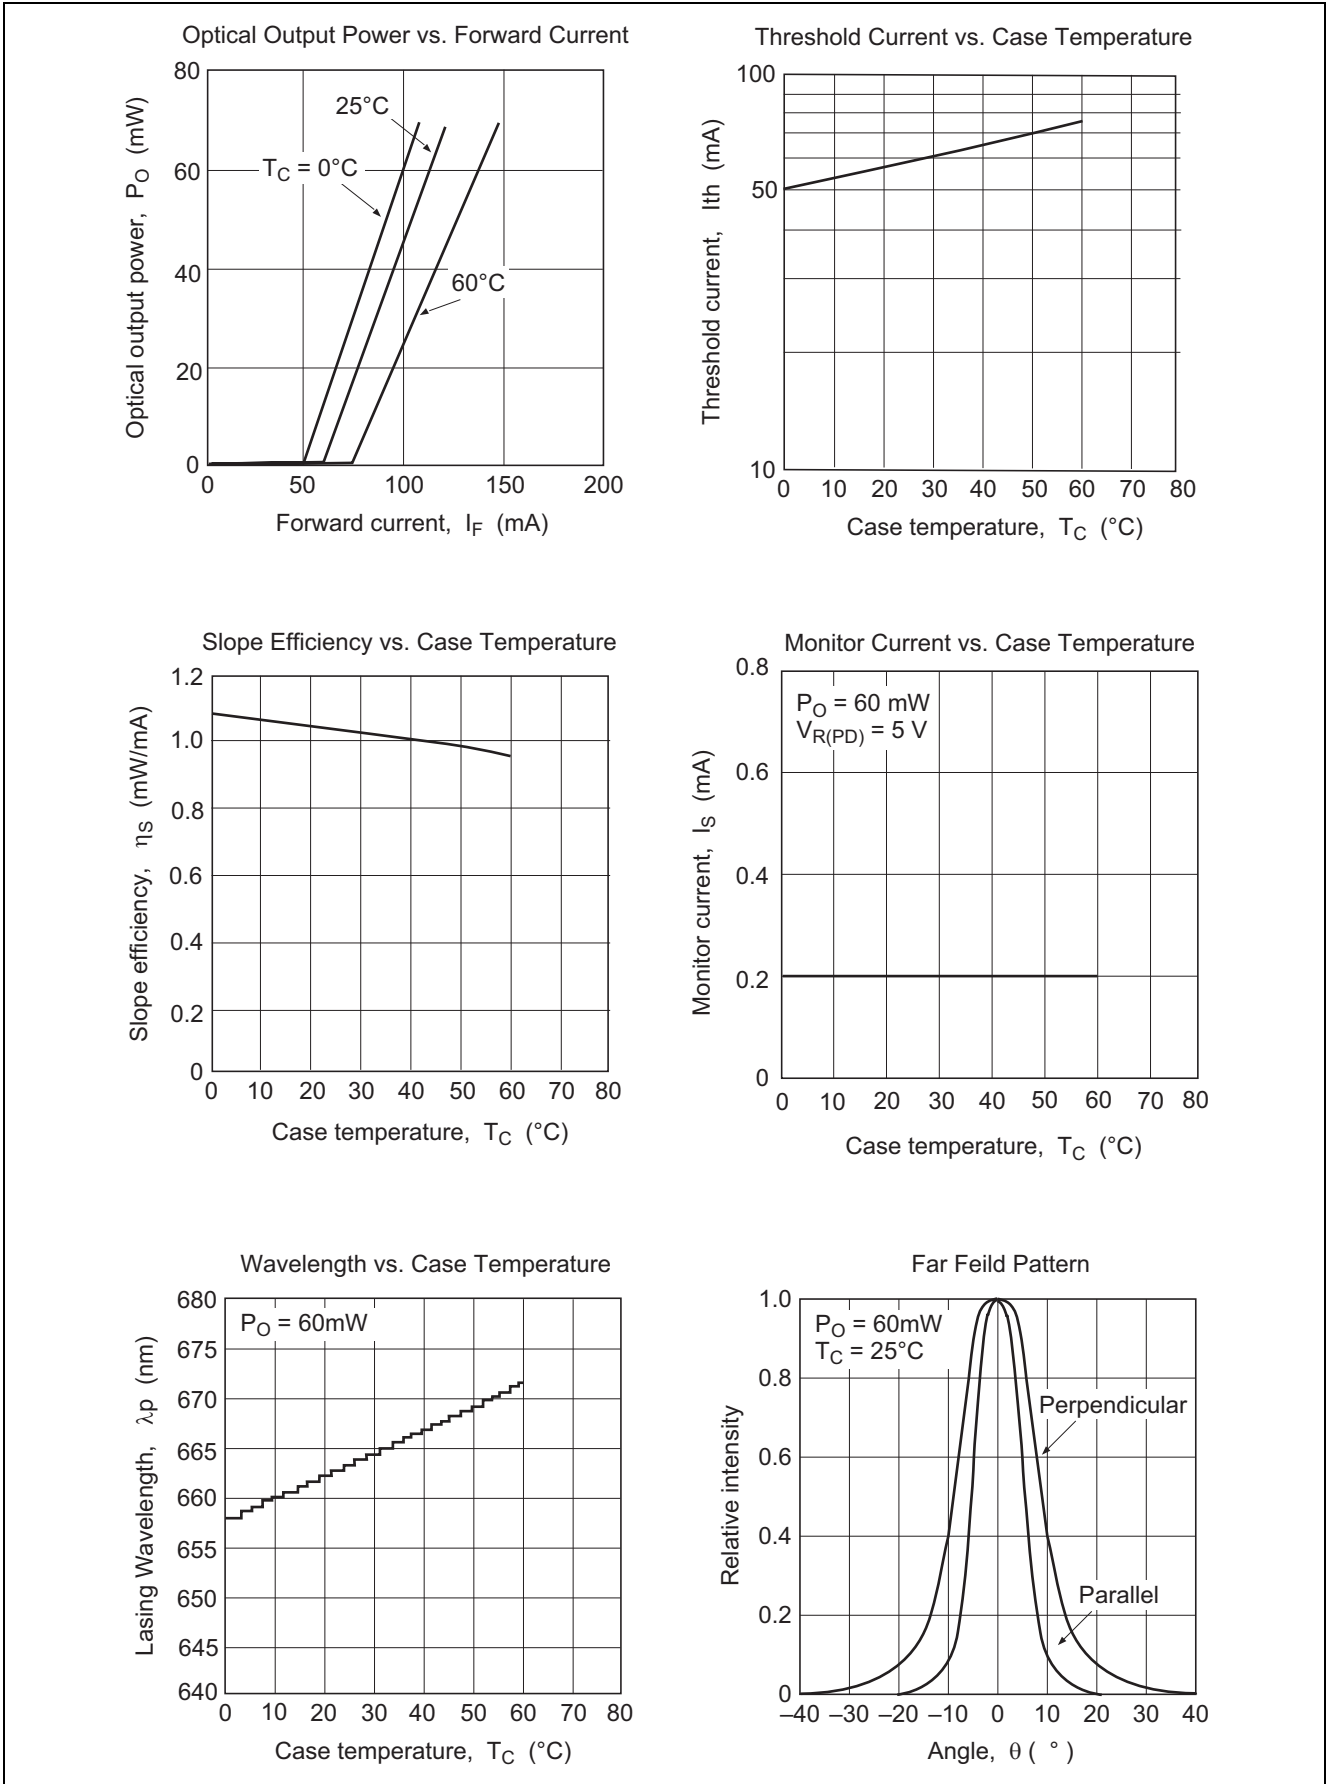 Optical Output Power vs. Forward Current
80
60
40
20
0
0 50 100 150 200
Optical output power, PO (mW)
25°C
TC = 0°C
60°C
Forward current, IF (mA)
Threshold Current vs. Case Temperature
100
50
10
0 10 20 30 40 50 60 70 80
Threshold current, Ith (mA)
Case temperature, TC (°C)
Slope Efficiency vs. Case Temperature
1.2
1.0
0.8
0.6
0.4
0.2
0
0 10 20 30 40 50 60 70 80
Slope efficiency, ηS (mW/mA)
Case temperature, TC (°C)
Monitor Current vs. Case Temperature
0.8
0.6
0.4
0.2
0
PO = 60 mW
VR(PD) = 5 V
0 10 20 30 40 50 60 70 80
Monitor current, IS (mA)
Case temperature, TC (°C)
Wavelength vs. Case Temperature
680
675
670
665
660
655
650
645
640
PO = 60mW
0 10 20 30 40 50 60 70 80
Lasing Wavelength, λp (nm)
Case temperature, TC (°C)
Far Feild Pattern
1.0
0.8
0.6
0.4
0.2
0
PO = 60mW
TC = 25°C
Perpendicular
Parallel
–40 –30 –20 –10 0 10 20 30 40
Relative intensity
Angle, θ ( ° )